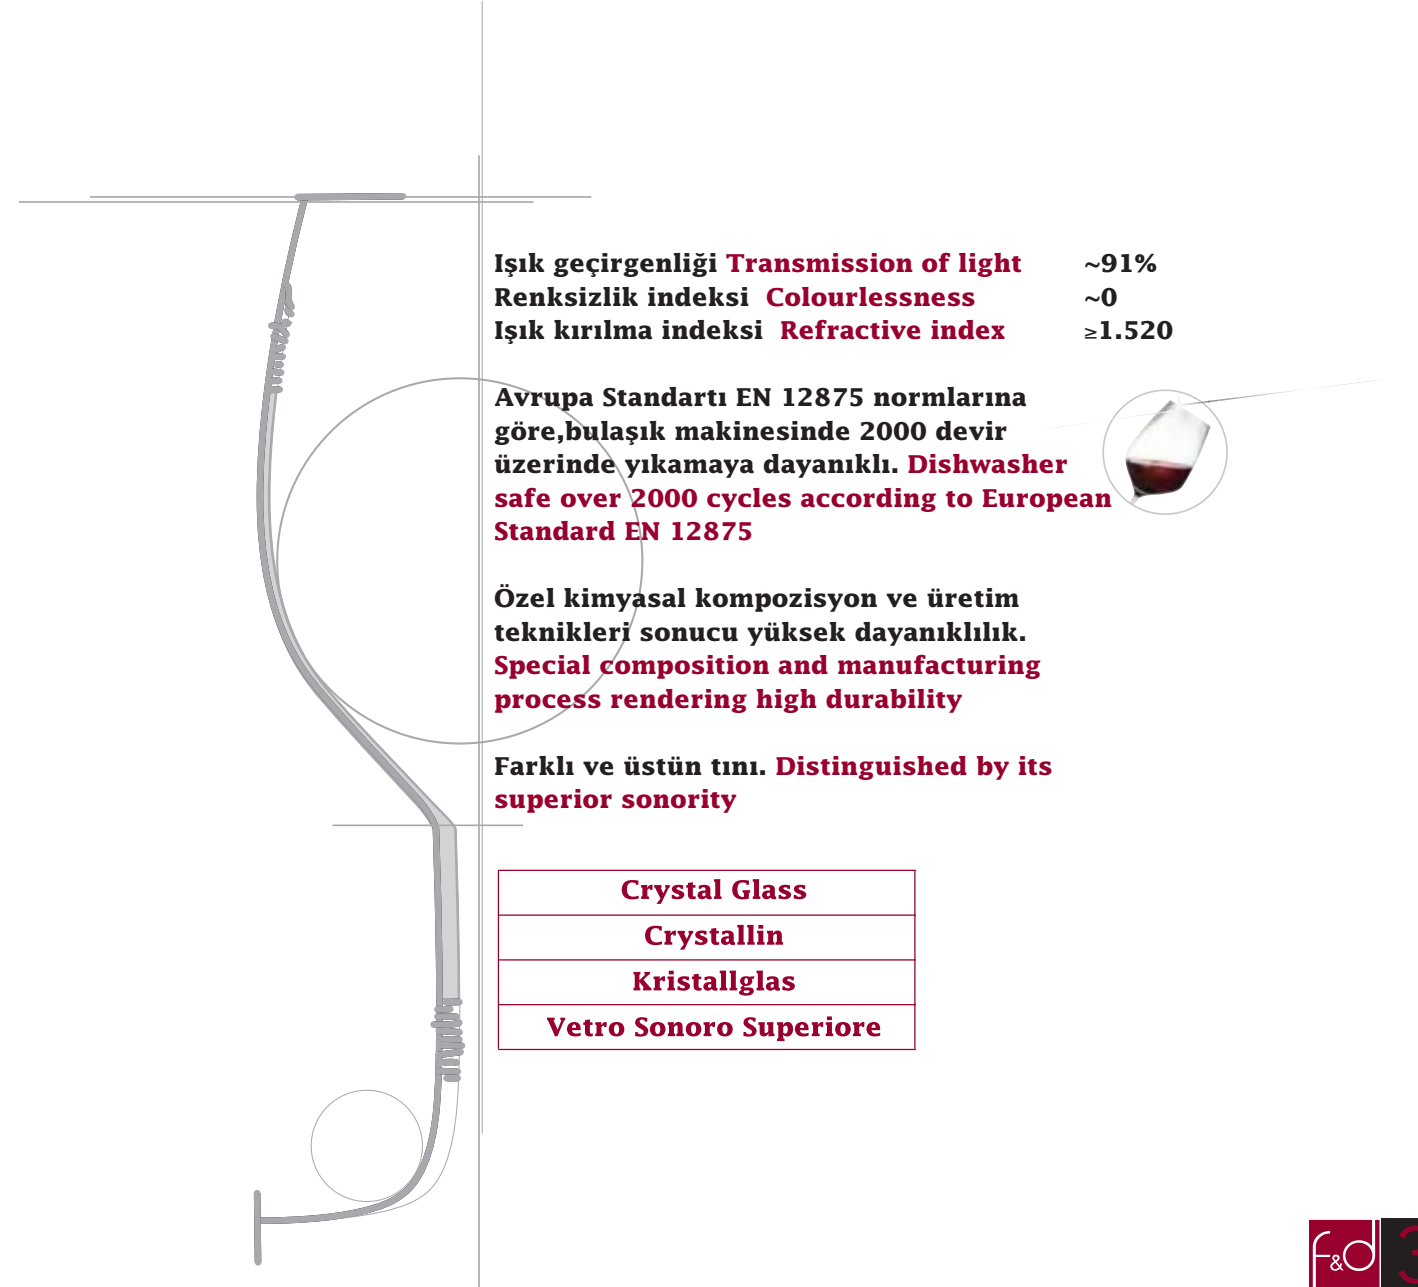 Işık geçirgenliği Transmission of light ~91%
Renksizlik indeksi Colourlessness ~0
Işık kırılma indeksi Refractive index ≥1.520
Avrupa Standartı EN 12875 normlarına
göre,bulaşık makinesinde 2000 devir
üzerinde yıkamaya dayanıklı. Dishwasher
safe over 2000 cycles according to European
Standard EN 12875
Özel kimyasal kompozisyon ve üretim
teknikleri sonucu yüksek dayanıklılık.
Special composition and manufacturing
process rendering high durability
Farklı ve üstün tını. Distinguished by its
superior sonority
Crystal Glass
Crystallin
Kristallglas
Vetro Sonoro Superiore
f&d